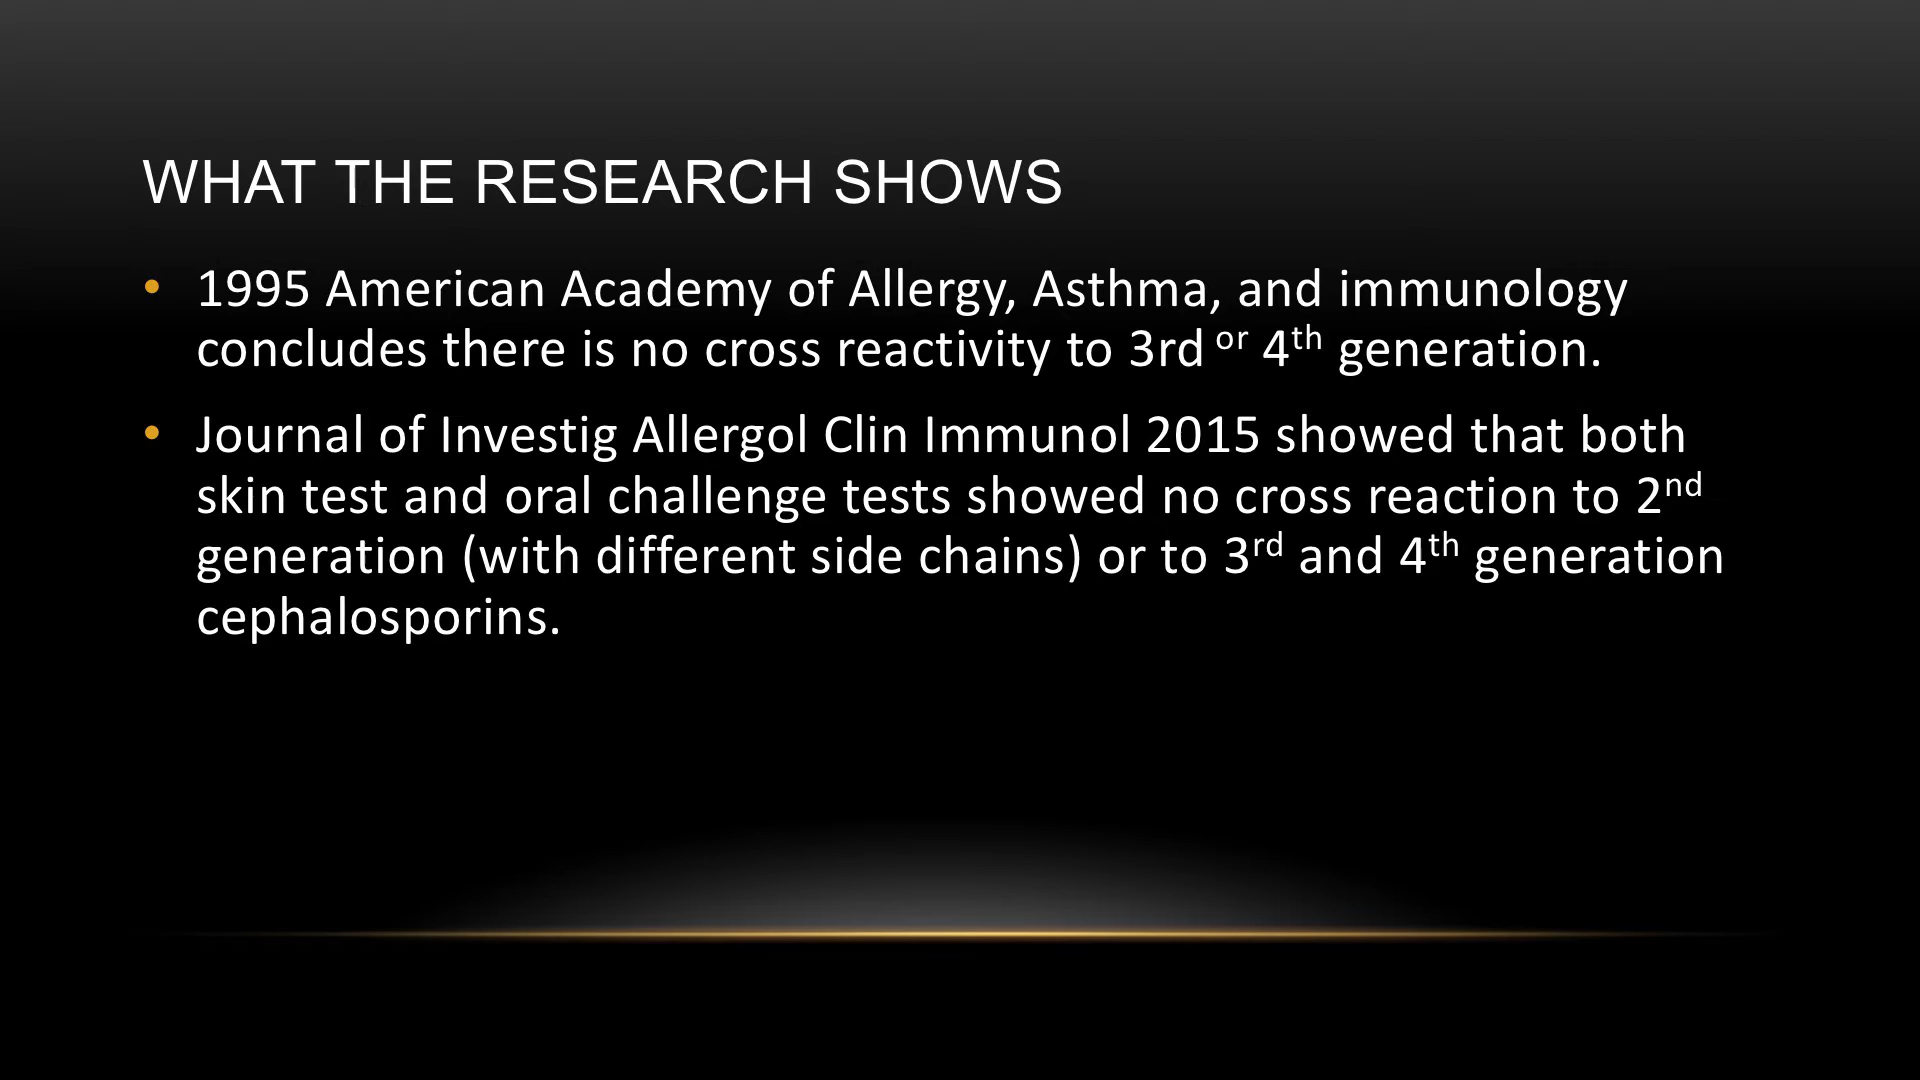 WHAT THE RESEARCH SHOWS
• 1995 American Academy of Allergy, Asthma, and immunology
concludes there is no cross reactivity to 3rd or 4th generation.
• Journal of Investig Allergol Clin Immunol 2015 showed that both
skin test and oral challenge tests showed no cross reaction to 2nd
generation (with different side chains) or to 3rd and 4th generation
cephalosporins.